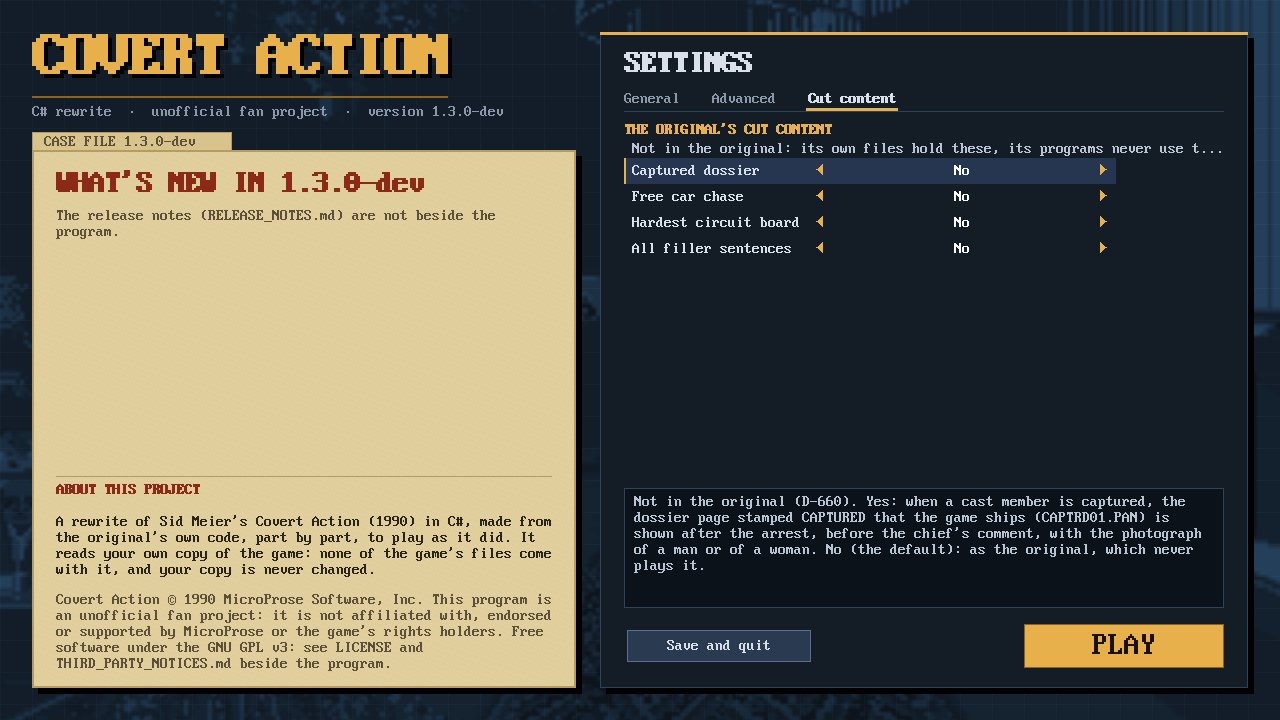 COVERT ACTION
C# rewrite · unofficial fan project · version 1.3.0-dev
CASE FILE 1.3.0-dev
WHAT'S NEW IN 1.3.0-dev
The release notes (RELEASE_NOTES.md) are not beside the
program.
ABOUT THIS PROJECT
A rewrite of Sid Meier's Covert Action (1990) in C#, made from
the original's own code, part by part, to play as it did. It
reads your own copy of the game: none of the game's files come
with it, and your copy is never changed.
Covert Action © 1990 MicroProse Software, Inc. This program is
an unofficial fan project: it is not affiliated with, endorsed
or supported by MicroProse or the game's rights holders. Free
software under the GNU GPL v3: see LICENSE and
THIRD_PARTY_NOTICES.md beside the program.
SETTINGS
General Advanced Cut content
THE ORIGINAL'S CUT CONTENT
Not in the original: its own files hold these, its programs never use t...
Captured dossier No
Free car chase No
Hardest circuit board No
All filler sentences No
Not in the original (D-660). Yes: when a cast member is captured, the
dossier page stamped CAPTURED that the game ships (CAPTRD01.PAN) is
shown after the arrest, before the chief's comment, with the photograph
of a man or of a woman. No (the default): as the original, which never
plays it.
Save and quit
PLAY